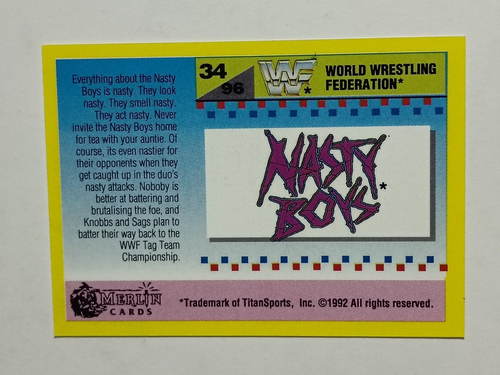 Everything about the Nasty
Boys is nasty. They look
nasty. They smell nasty.
They act nasty. Never
invite the Nasty Boys home
for tea with your auntie. Of
course, its even nastier for
their opponents when they
get caught up in the duo's
nasty attacks. Noboby is
better at battering and
brutalising the foe, and
Knobbs and Sags plan to
batter their way back to the
WWF Tag Team
Championship.
34
96
WF*
WORLD WRESTLING
FEDERATION*
NASTY
BOYS*
MERLIN
CARDS
*Trademark of TitanSports, Inc. ©1992 All rights reserved.